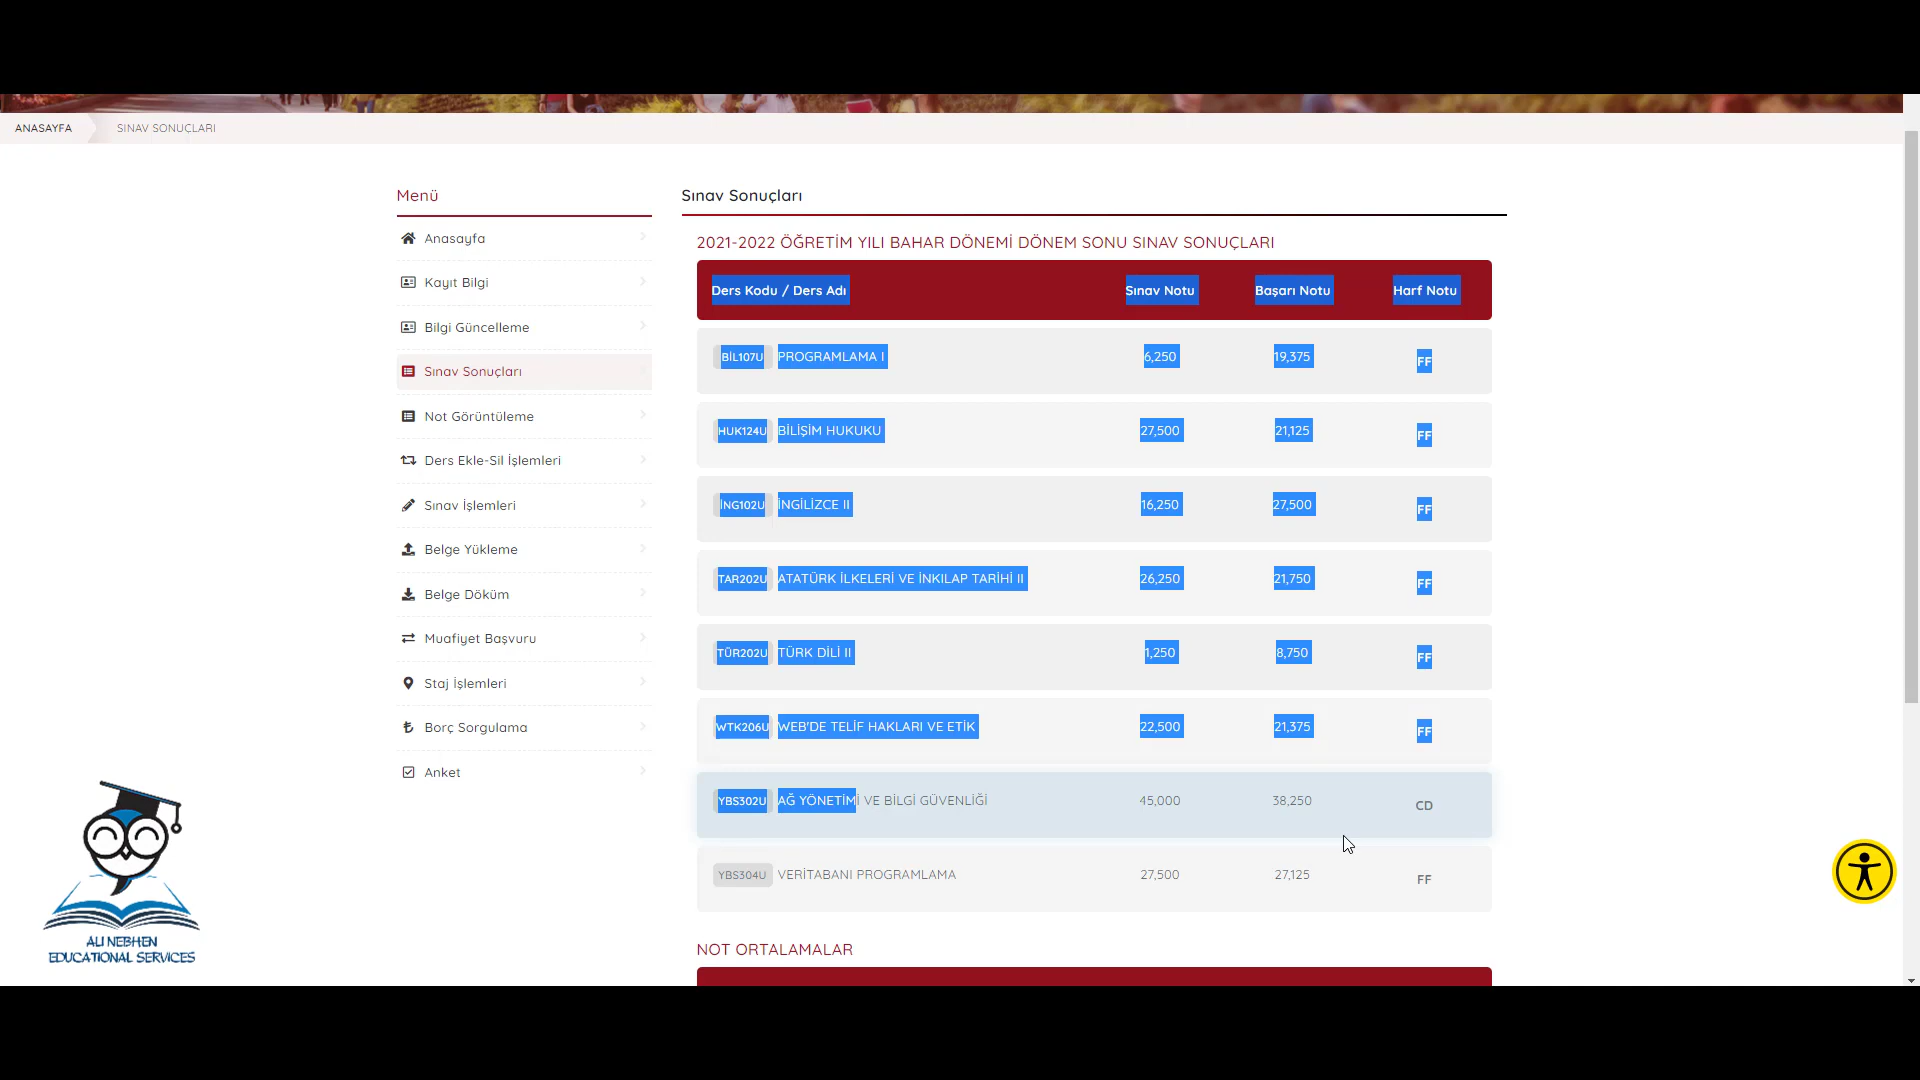 ANASAYFA SINAV SONUÇLARI
Menü
Anasayfa
Kayıt Bilgi
Bilgi Güncelleme
Sınav Sonuçları
Not Görüntüleme
Ders Ekle-Sil İşlemleri
Sınav İşlemleri
Belge Yükleme
Belge Döküm
Muafiyet Başvuru
Staj İşlemleri
Borç Sorgulama
Anket
Sınav Sonuçları
2021-2022 ÖĞRETİM YILI BAHAR DÖNEMİ DÖNEM SONU SINAV SONUÇLARI
Ders Kodu / Ders Adı Sınav Notu Başarı Notu Harf Notu
BİL107U PROGRAMLAMA I 6,250 19,375 FF
HUK124U BİLİŞİM HUKUKU 27,500 21,125 FF
İNG102U İNGİLİZCE II 16,250 27,500 FF
TAR202U ATATÜRK İLKELERİ VE İNKILAP TARİHİ II 26,250 21,750 FF
TÜR202U TÜRK DİLİ II 1,250 8,750 FF
WTK206U WEB'DE TELİF HAKLARI VE ETİK 22,500 21,375 FF
YBS302U AĞ YÖNETİMİ VE BİLGİ GÜVENLİĞİ 45,000 38,250 CD
YBS304U VERİTABANI PROGRAMLAMA 27,500 27,125 FF
NOT ORTALAMALAR
ALI NEBHEN
EDUCATIONAL SERVICES